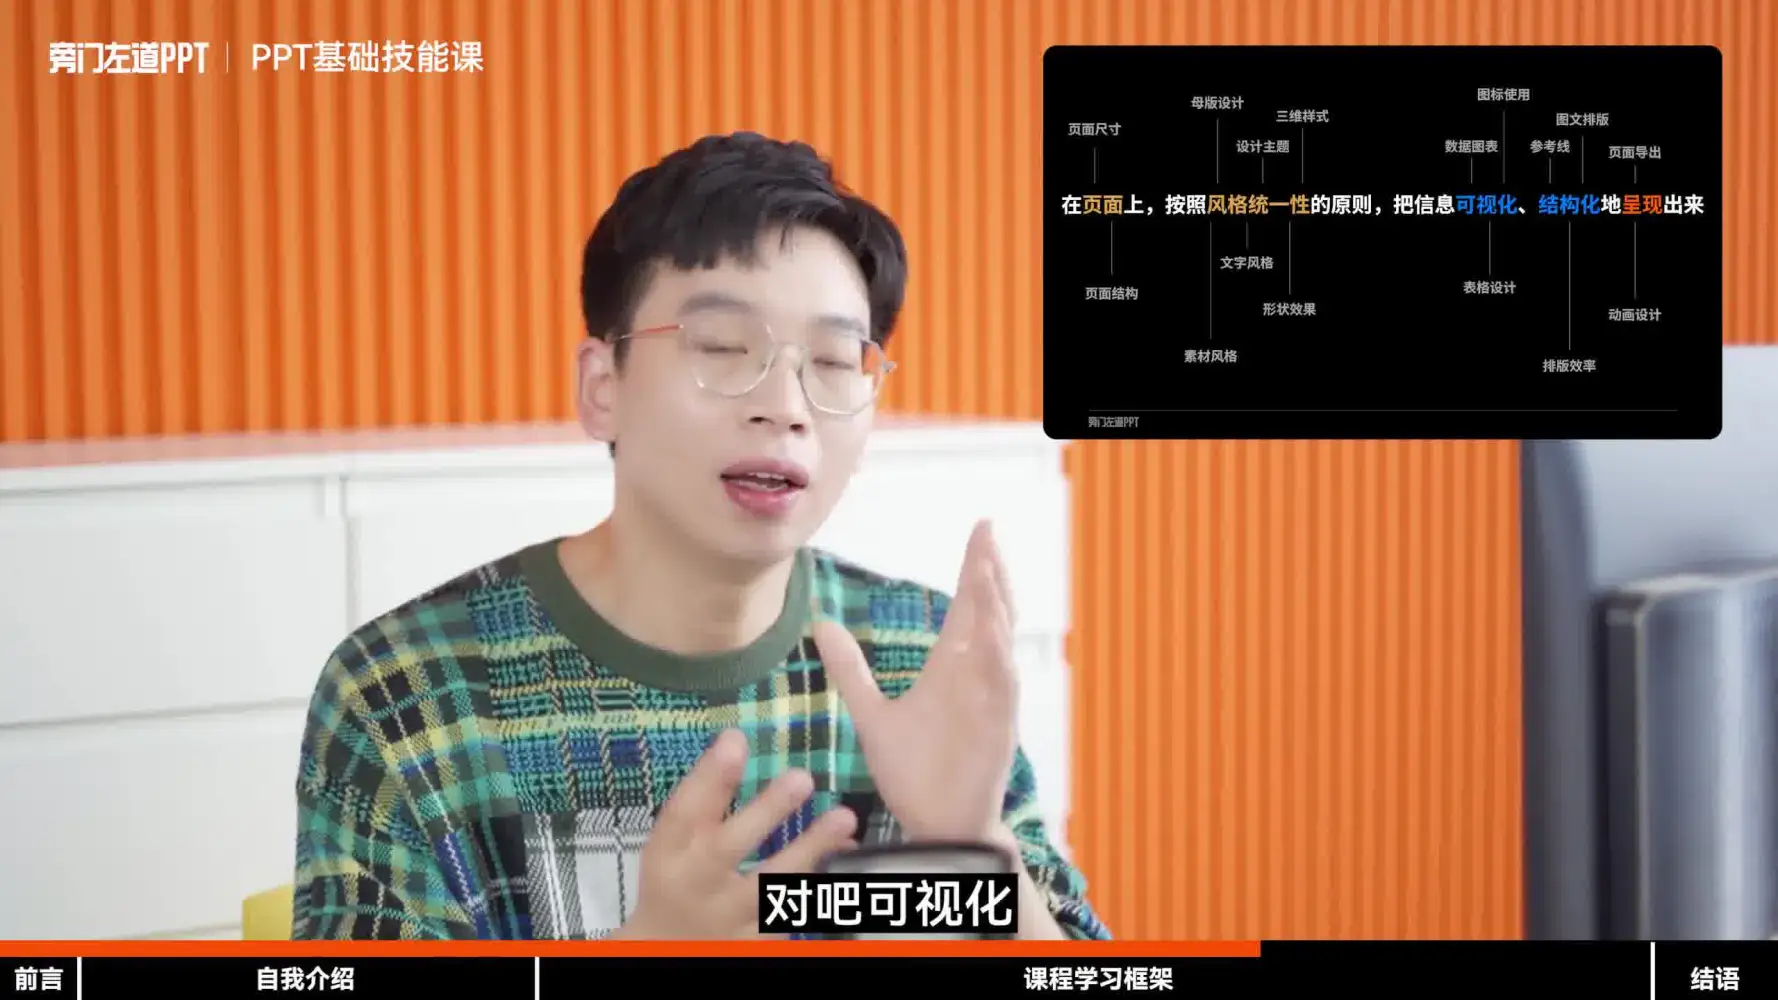 旁门左道PPT | PPT基础技能课
图标使用
母版设计
三维样式
图文排版
页面尺寸
设计主题
数据图表
参考线
页面导出
在页面上，按照风格统一性的原则，把信息可视化、结构化地呈现出来
文字风格
表格设计
页面结构
形状效果
动画设计
素材风格
排版效率
旁门左道PPT
对吧可视化
前言
自我介绍
课程学习框架
结语